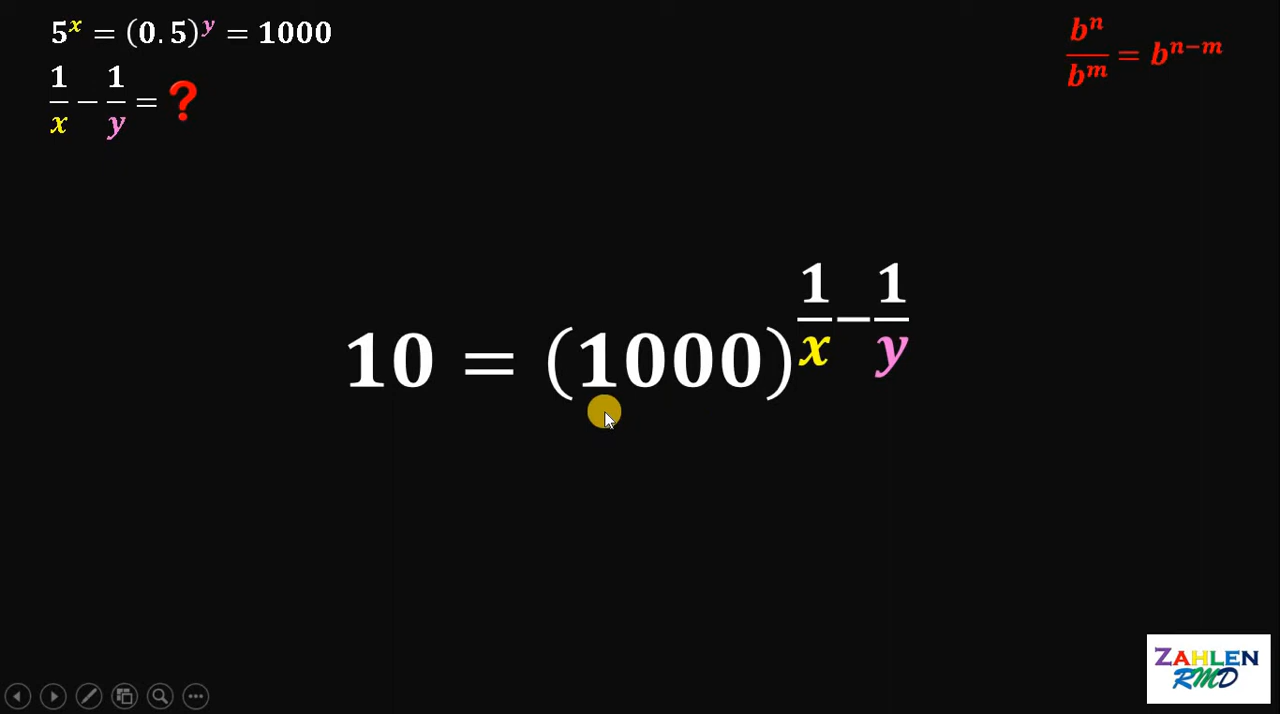 5^x = (0.5)^y = 1000
1/x − 1/y = ❓
b^n/b^m = b^{n−m}
10 = (1000)^{1/x − 1/y}
ZAHLEN
RMD